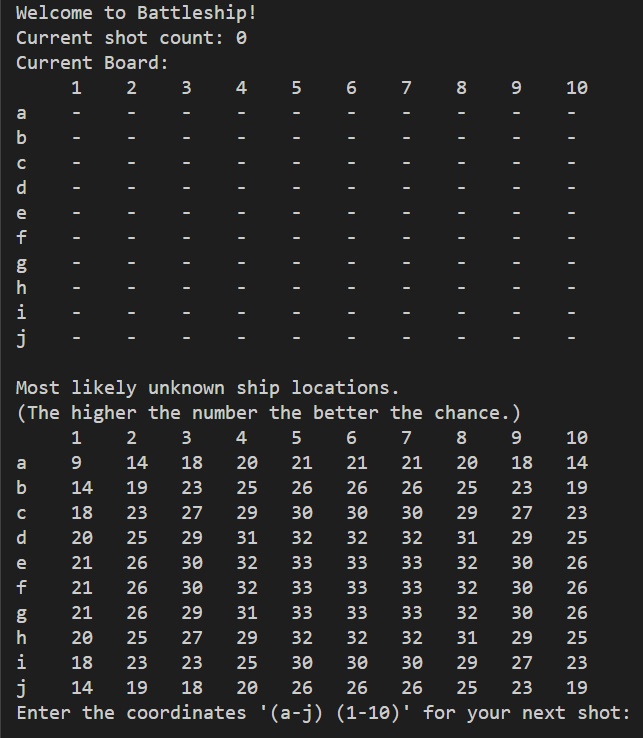 Welcome to Battleship!
Current shot count: 0
Current Board:
1 2 3 4 5 6 7 8 9 10
a - - - - - - - - - -
b - - - - - - - - - -
c - - - - - - - - - -
d - - - - - - - - - -
e - - - - - - - - - -
f - - - - - - - - - -
g - - - - - - - - - -
h - - - - - - - - - -
i - - - - - - - - - -
j - - - - - - - - - -
Most likely unknown ship locations.
(The higher the number the better the chance.)
1 2 3 4 5 6 7 8 9 10
a 9 14 18 20 21 21 21 20 18 14
b 14 19 23 25 26 26 26 25 23 19
c 18 23 27 29 30 30 30 29 27 23
d 20 25 29 31 32 32 32 31 29 25
e 21 26 30 32 33 33 33 32 30 26
f 21 26 30 32 33 33 33 32 30 26
g 21 26 29 31 33 33 33 32 30 26
h 20 25 27 29 32 32 32 31 29 25
i 18 23 23 25 30 30 30 29 27 23
j 14 19 18 20 26 26 26 25 23 19
Enter the coordinates '(a-j) (1-10)' for your next shot: